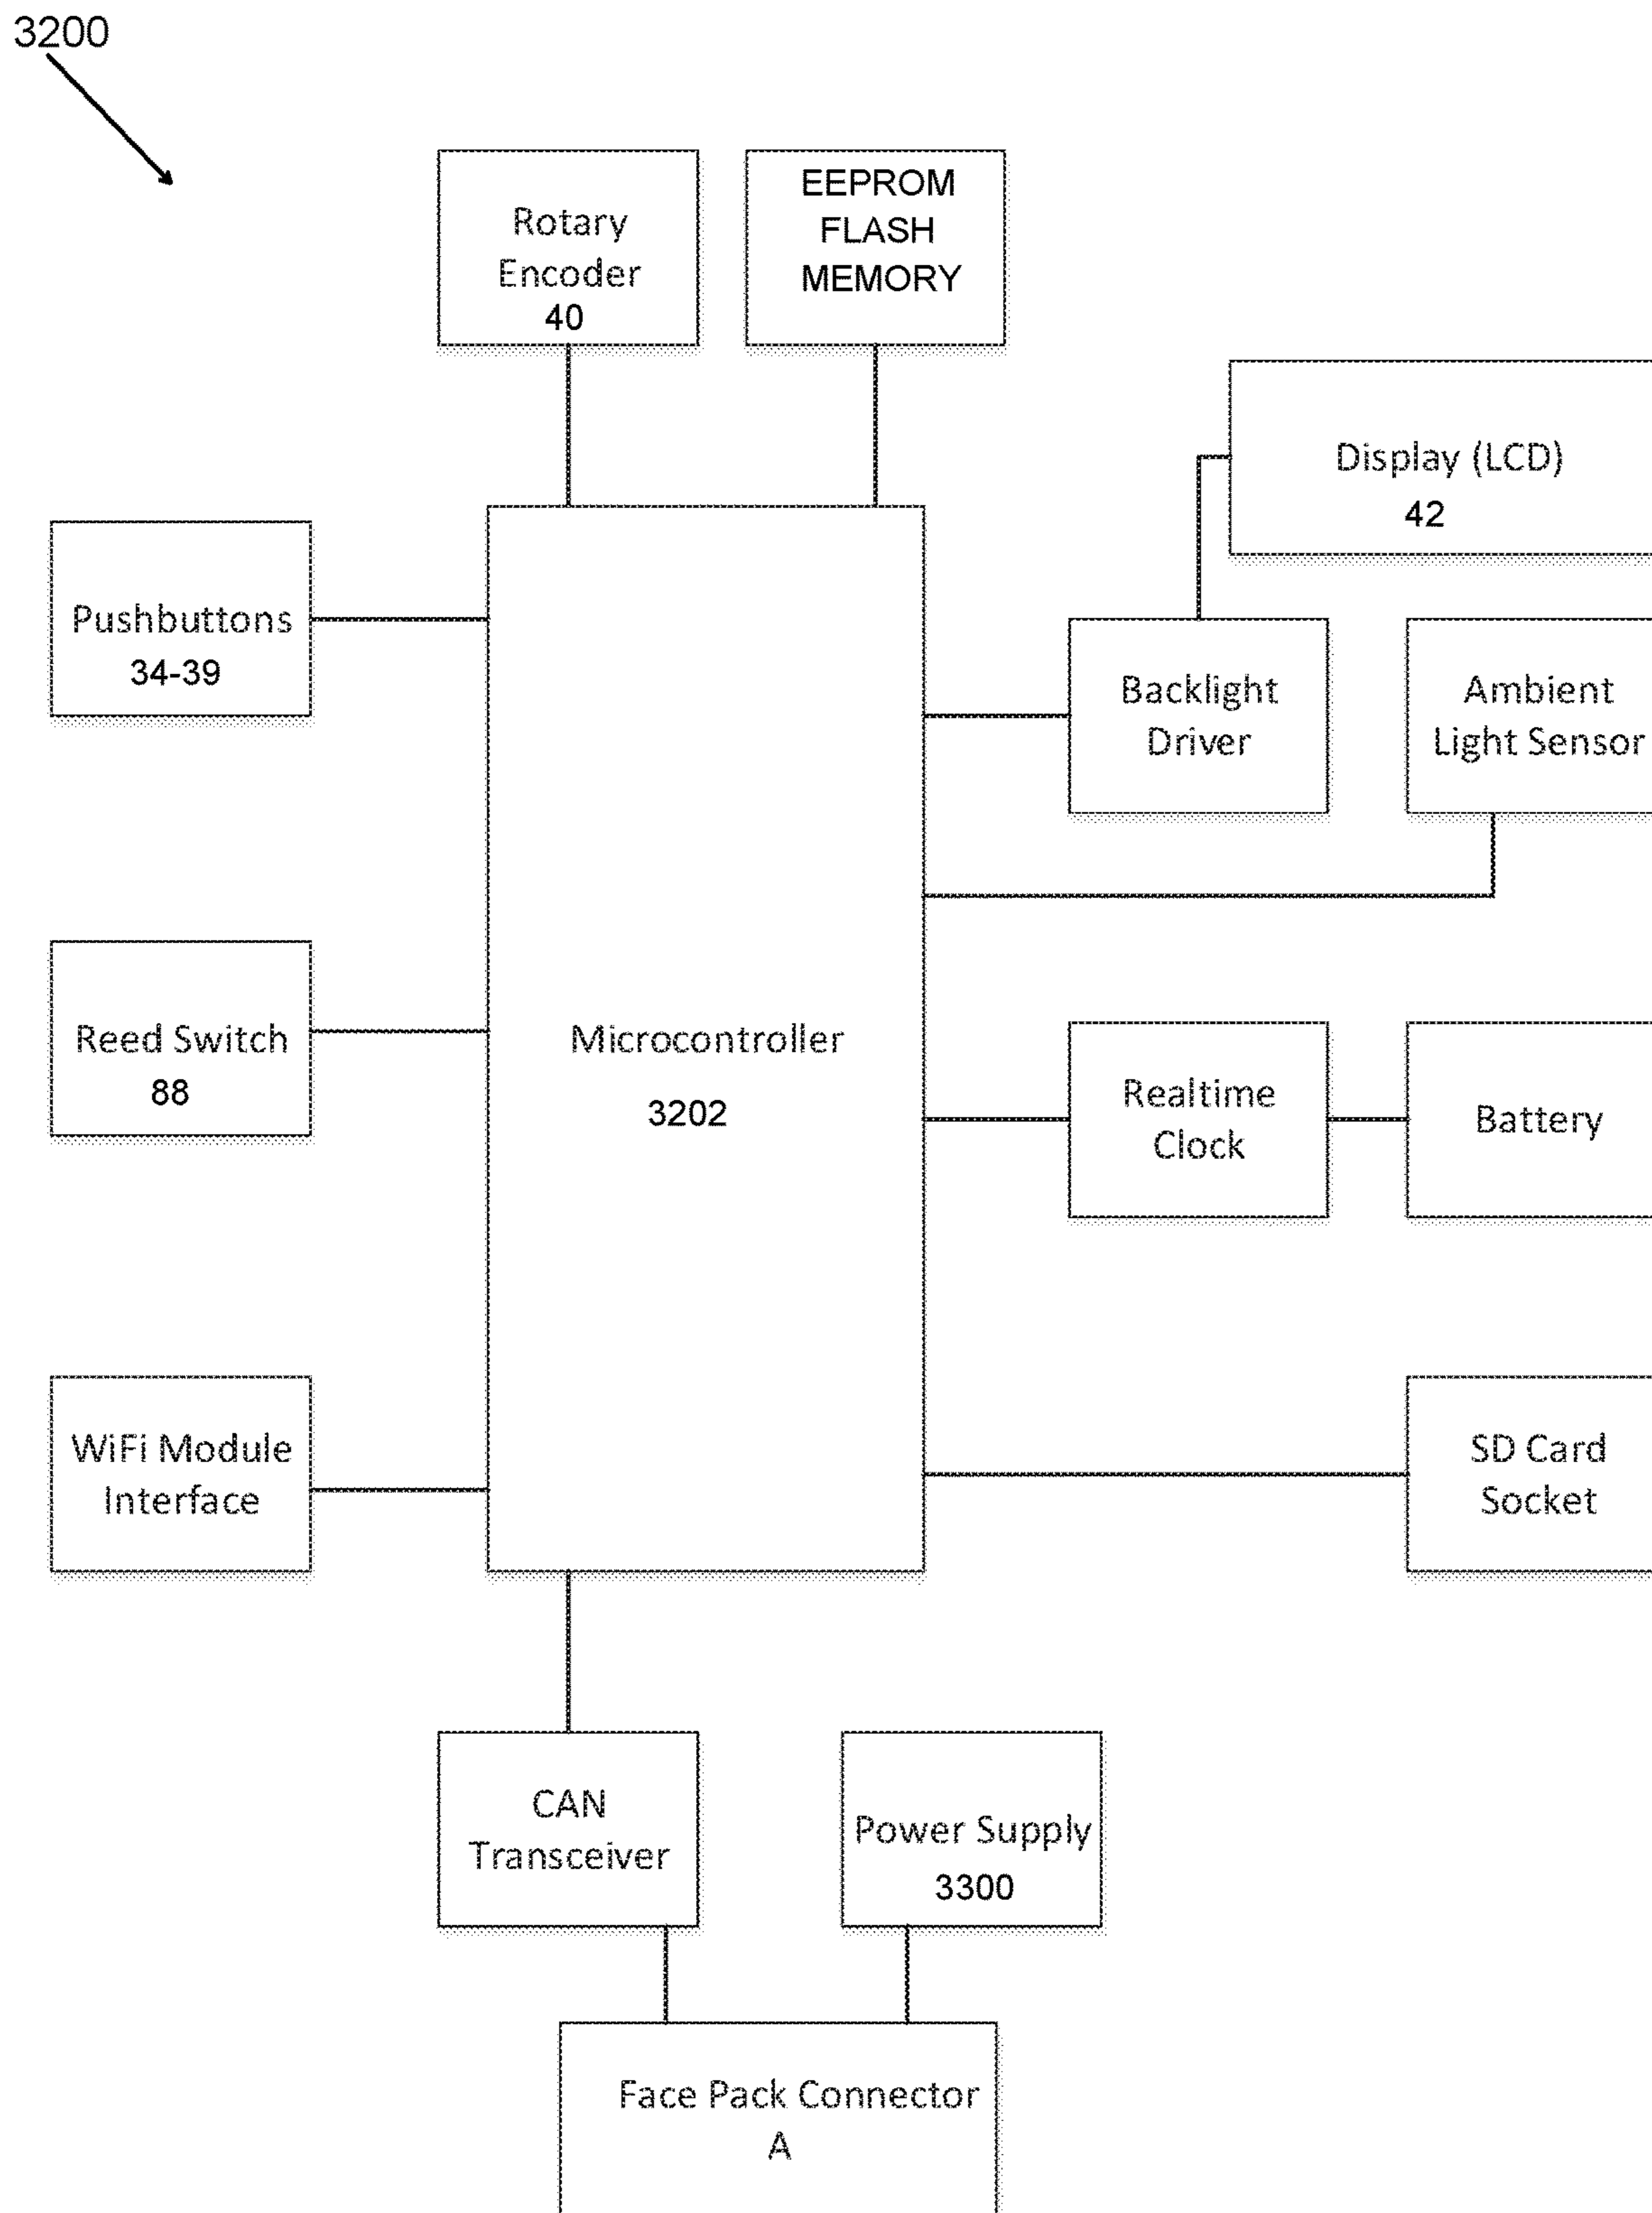 3200
Rotary
Encoder
40
EEPROM
FLASH
MEMORY
Display (LCD)
42
Pushbuttons
34-39
Backlight
Driver
Ambient
Light Sensor
Reed Switch
88
Microcontroller
3202
Realtime
Clock
Battery
WiFi Module
Interface
SD Card
Socket
CAN
Transceiver
Power Supply
3300
Face Pack Connector
A